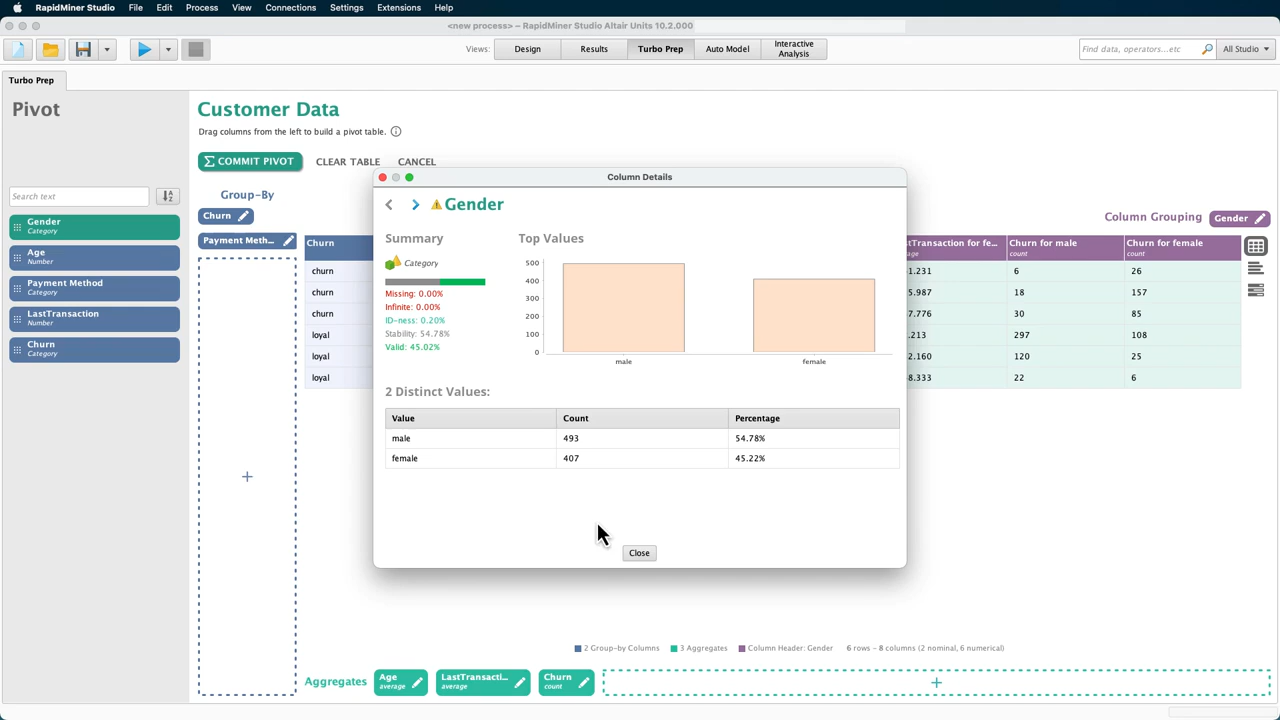 RapidMiner Studio File Edit Process View Connections Settings Extensions Help
<new process> – RapidMiner Studio Altair Units 10.2.000
Views: Design Results Turbo Prep Auto Model Interactive Analysis
Find data, operators...etc All Studio
Turbo Prep
Pivot
Search text
Gender
Category
Age
Number
Payment Method
Category
LastTransaction
Number
Churn
Category
Customer Data
Drag columns from the left to build a pivot table.
COMMIT PIVOT CLEAR TABLE CANCEL
Group-By
Churn
Payment Meth...
Column Grouping Gender
Churn
churn
churn
churn
loyal
loyal
loyal
Churn for male Churn for female
count count
6 26
18 157
30 85
297 108
120 25
22 6
Column Details
Gender
Summary
Category
Missing: 0.00%
Infinite: 0.00%
ID-ness: 0.20%
Stability: 54.78%
Valid: 45.02%
Top Values
500
400
300
200
100
0
male female
2 Distinct Values:
Value Count Percentage
male 493 54.78%
female 407 45.22%
Close
2 Group-by Columns 3 Aggregates Column Header: Gender 6 rows – 8 columns (2 nominal, 6 numerical)
Aggregates
Age
average
LastTransacti...
average
Churn
count